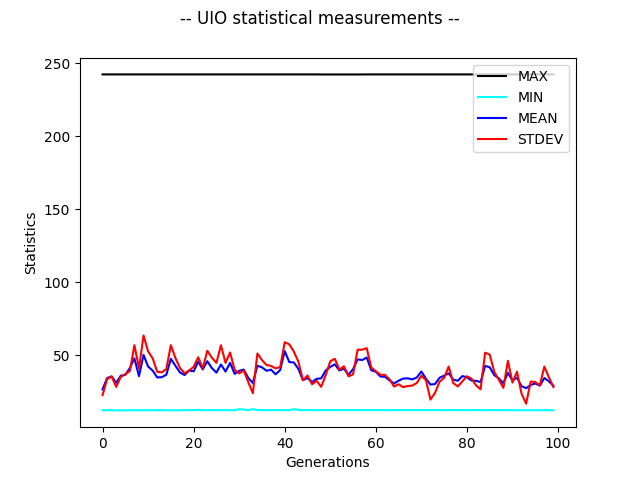 -- UIO statistical measurements --
250
200
150
100
50
Statistics
MAX
MIN
MEAN
STDEV
0 20 40 60 80 100
Generations